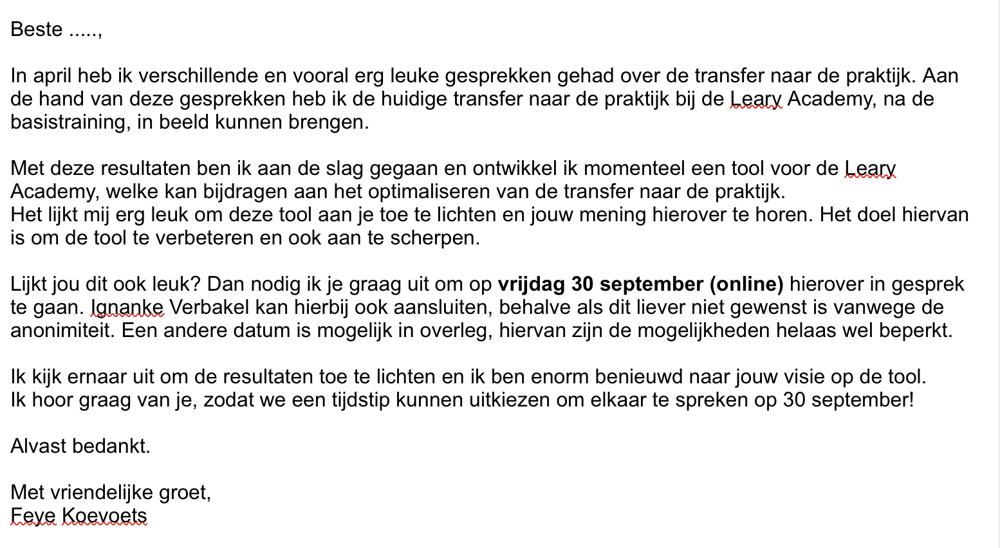 Beste .....,
In april heb ik verschillende en vooral erg leuke gesprekken gehad over de transfer naar de praktijk. Aan
de hand van deze gesprekken heb ik de huidige transfer naar de praktijk bij de Leary Academy, na de
basistraining, in beeld kunnen brengen.
Met deze resultaten ben ik aan de slag gegaan en ontwikkel ik momenteel een tool voor de Leary
Academy, welke kan bijdragen aan het optimaliseren van de transfer naar de praktijk.
Het lijkt mij erg leuk om deze tool aan je toe te lichten en jouw mening hierover te horen. Het doel hiervan
is om de tool te verbeteren en ook aan te scherpen.
Lijkt jou dit ook leuk? Dan nodig ik je graag uit om op vrijdag 30 september (online) hierover in gesprek
te gaan. Ignanke Verbakel kan hierbij ook aansluiten, behalve als dit liever niet gewenst is vanwege de
anonimiteit. Een andere datum is mogelijk in overleg, hiervan zijn de mogelijkheden helaas wel beperkt.
Ik kijk ernaar uit om de resultaten toe te lichten en ik ben enorm benieuwd naar jouw visie op de tool.
Ik hoor graag van je, zodat we een tijdstip kunnen uitkiezen om elkaar te spreken op 30 september!
Alvast bedankt.
Met vriendelijke groet,
Feye Koevoets